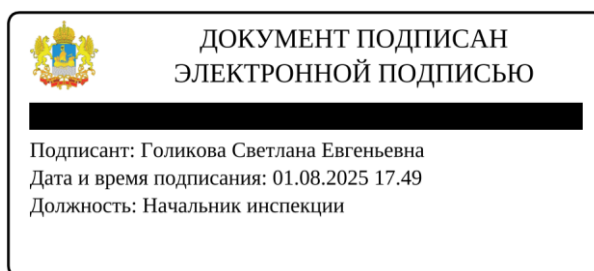 ДОКУМЕНТ ПОДПИСАН
ЭЛЕКТРОННОЙ ПОДПИСЬЮ
Подписант: Голикова Светлана Евгеньевна
Дата и время подписания: 01.08.2025 17.49
Должность: Начальник инспекции